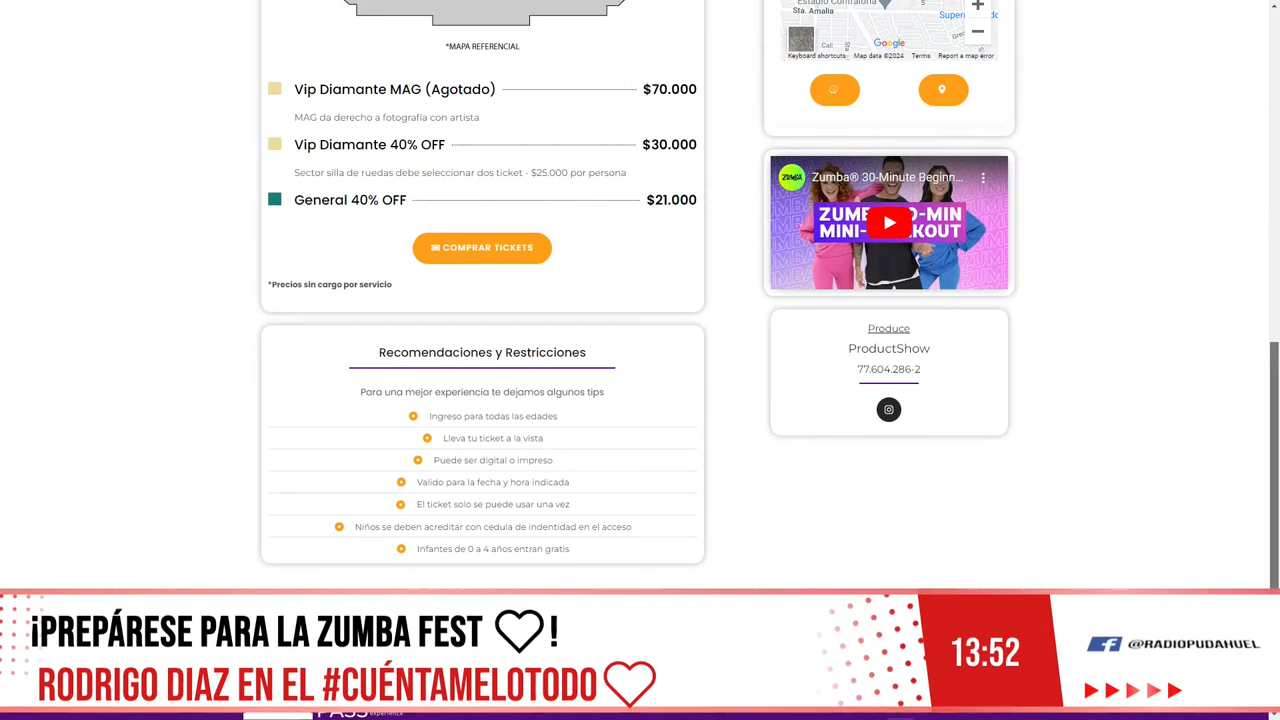 *MAPA REFERENCIAL
Vip Diamante MAG (Agotado) $70.000
MAG da derecho a fotografía con artista
Vip Diamante 40% OFF $30.000
Sector silla de ruedas debe seleccionar dos ticket - $25.000 por persona
General 40% OFF $21.000
COMPRAR TICKETS
*Precios sin cargo por servicio
Recomendaciones y Restricciones
Para una mejor experiencia te dejamos algunos tips
Ingreso para todas las edades
Lleva tu ticket a la vista
Puede ser digital o impreso
Valido para la fecha y hora indicada
El ticket solo se puede usar una vez
Niños se deben acreditar con cedula de indentidad en el acceso
Infantes de 0 a 4 años entran gratis
Sta. Amalia
Google
Keyboard shortcuts Map data ©2024 Terms Report a map error
ZUMBA Zumba® 30-Minute Beginn...
Produce
ProductShow
77.604.286-2
¡PREPÁRESE PARA LA ZUMBA FEST !
RODRIGO DIAZ EN EL #CUÉNTAMELOTODO
13:52
f @RADIOPUDAHUEL